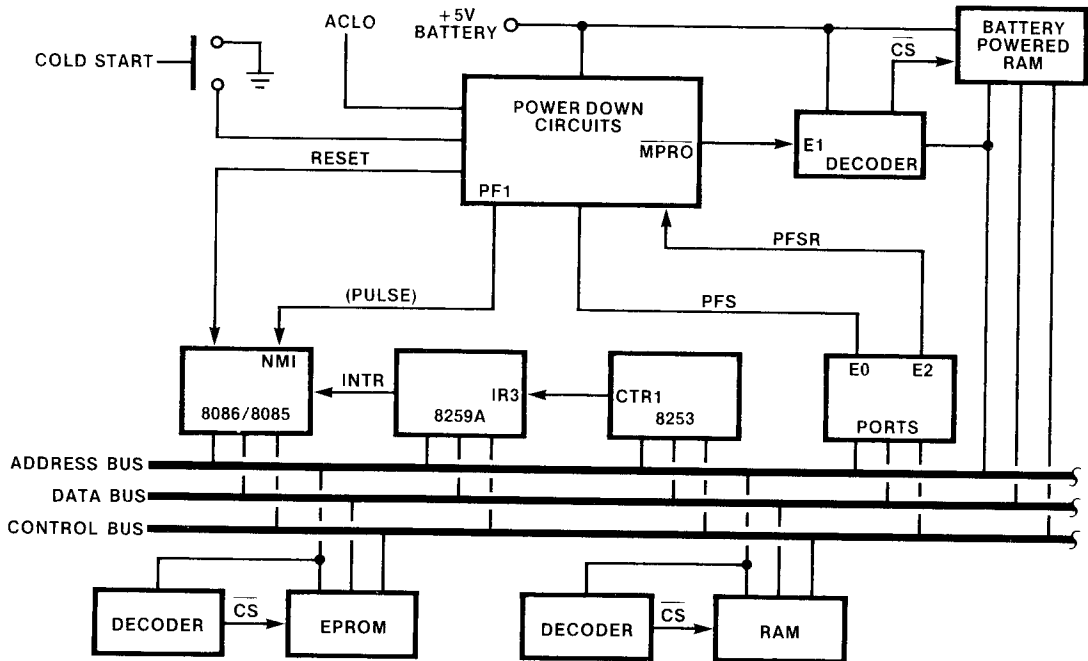 ACLO
+5V
BATTERY
BATTERY
POWERED
RAM
COLD START
CS
POWER DOWN
CIRCUITS
MPRO
E1
DECODER
RESET
PF1
PFSR
(PULSE)
PFS
NMI
8086/8085
INTR
IR3
8259A
CTR1
8253
E0 E2
PORTS
ADDRESS BUS
DATA BUS
CONTROL BUS
DECODER
CS
EPROM
DECODER
CS
RAM